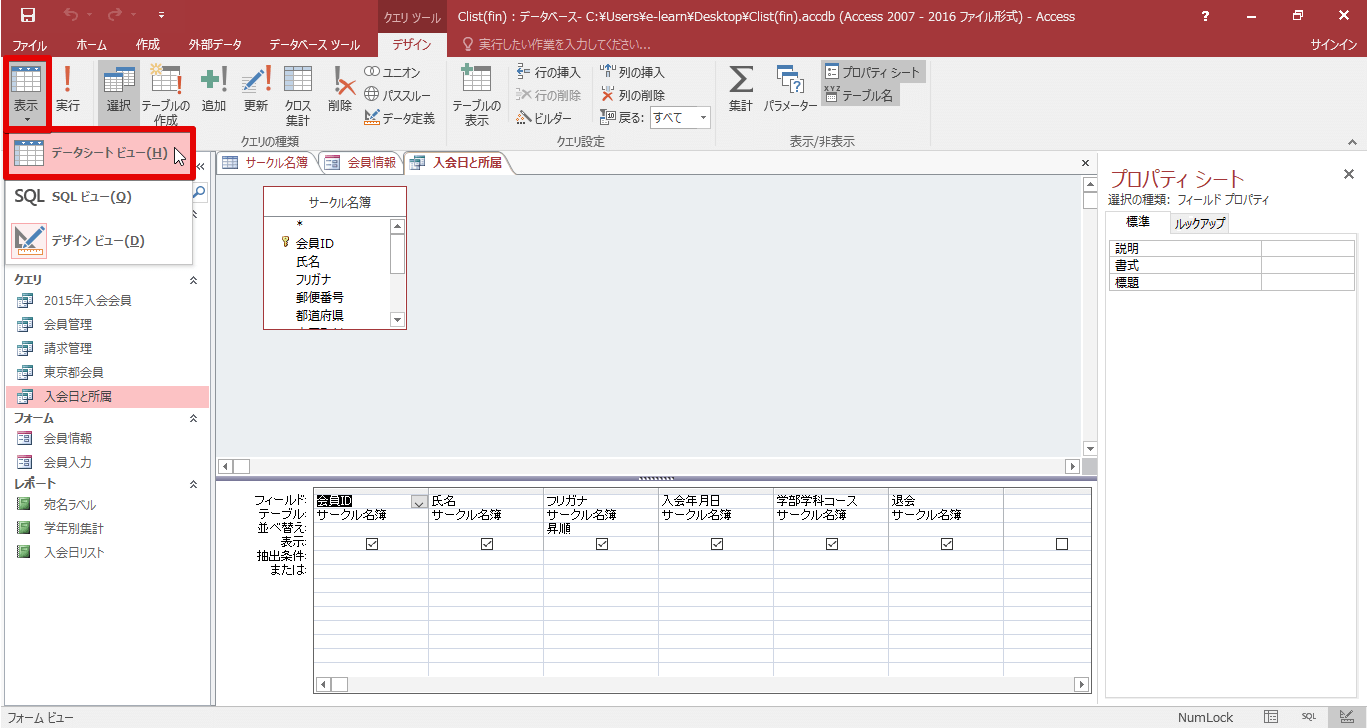 クエリ ツール
Clist(fin) : データベース- C:¥Users¥e-learn¥Desktop¥Clist(fin).accdb (Access 2007 - 2016 ファイル形式) - Access
?
ファイル ホーム 作成 外部データ データベース ツール デザイン 実行したい作業を入力してください... サインイン
表示
実行
選択
テーブルの
作成
追加
更新
クロス
集計
削除
ユニオン
パススルー
データ定義
クエリの種類
テーブルの
表示
行の挿入
行の削除
ビルダー
列の挿入
列の削除
戻る: すべて
クエリ設定
集計
パラメーター
プロパティ シート
XYZ テーブル名
表示/非表示
データシート ビュー(H)
SQL SQL ビュー(Q)
デザイン ビュー(D)
クエリ
2015年入会会員
会員管理
請求管理
東京都会員
入会日と所属
フォーム
会員情報
会員入力
レポート
宛名ラベル
学年別集計
入会日リスト
サークル名簿 会員情報 入会日と所属
サークル名簿
*
会員ID
氏名
フリガナ
郵便番号
都道府県
フィールド: 会員ID 氏名 フリガナ 入会年月日 学部学科コース 退会
テーブル: サークル名簿 サークル名簿 サークル名簿 サークル名簿 サークル名簿 サークル名簿
並べ替え: 昇順
表示:
抽出条件:
または:
プロパティ シート
選択の種類: フィールド プロパティ
標準 ルックアップ
説明
書式
標題
フォーム ビュー
NumLock
SQL